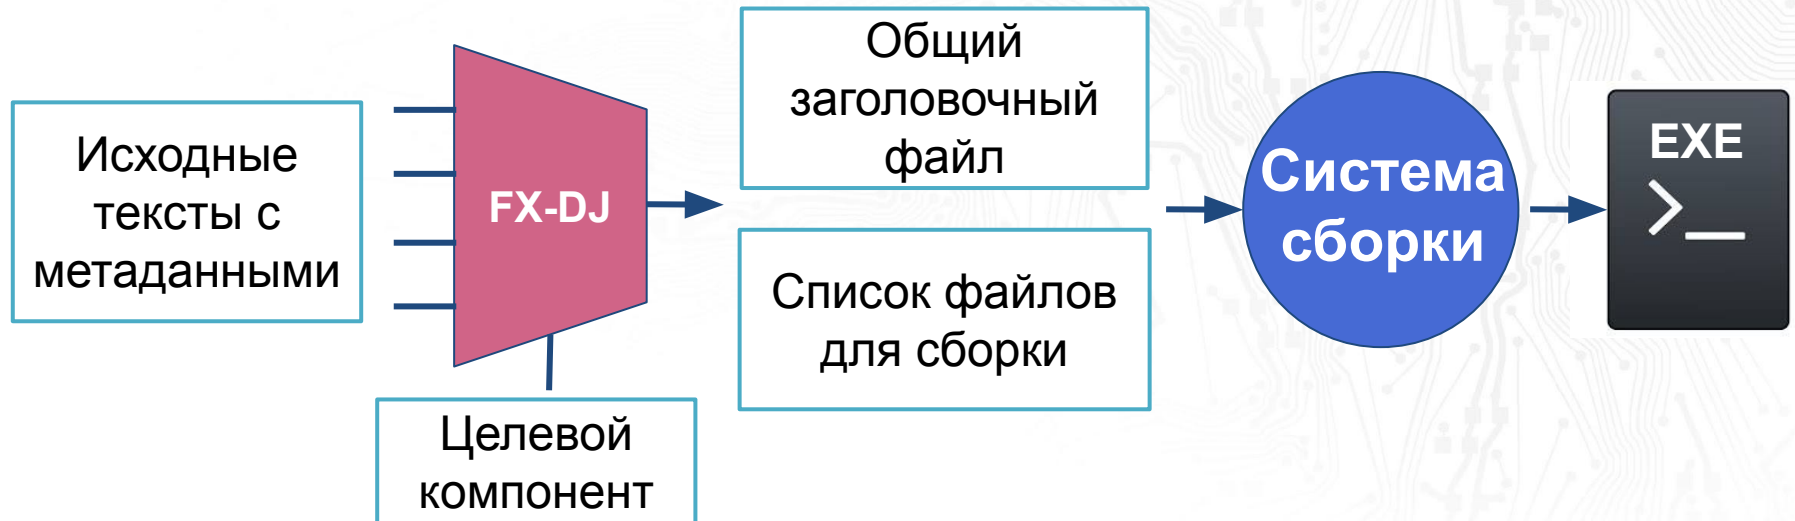 Исходные
тексты с
метаданными
FX-DJ
Целевой
компонент
Общий
заголовочный
файл
Список файлов
для сборки
Система
сборки
EXE
>_